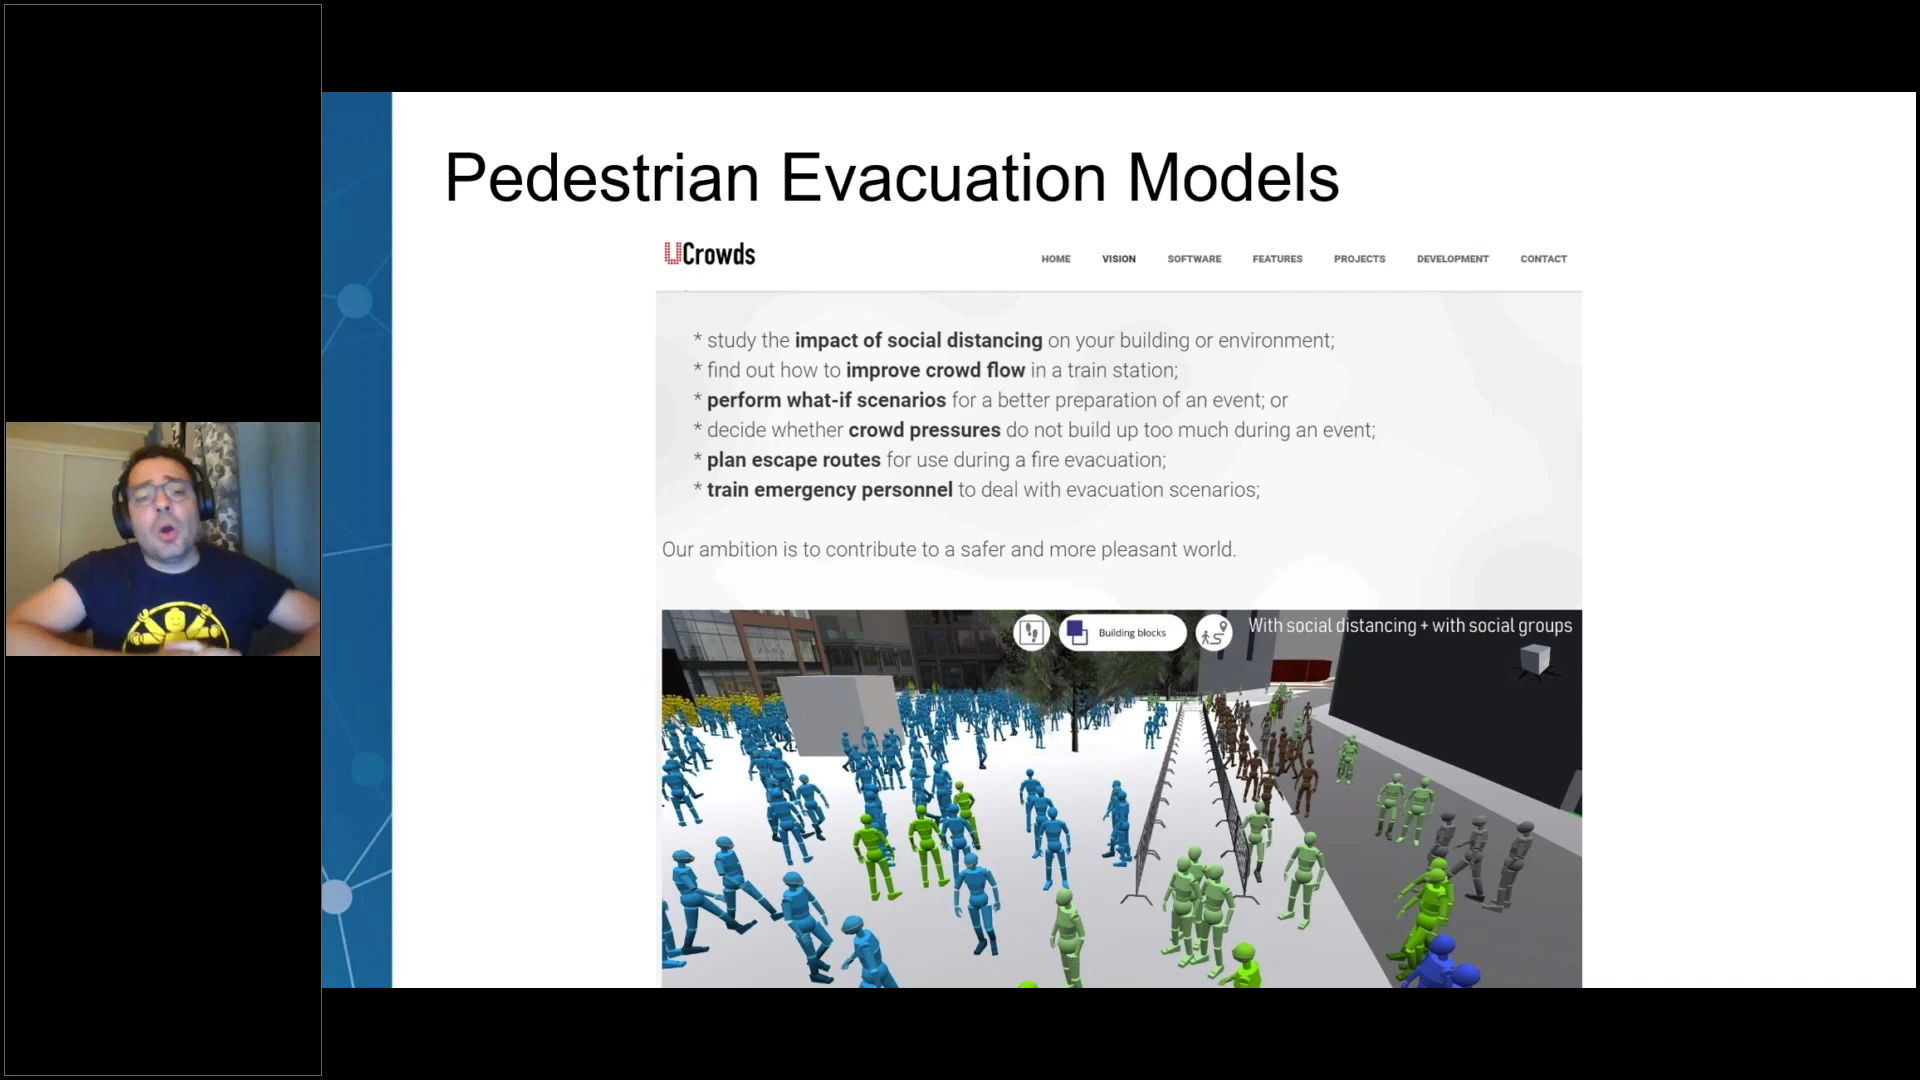 Pedestrian Evacuation Models
UCrowds
HOME VISION SOFTWARE FEATURES PROJECTS DEVELOPMENT CONTACT
* study the impact of social distancing on your building or environment;
* find out how to improve crowd flow in a train station;
* perform what-if scenarios for a better preparation of an event; or
* decide whether crowd pressures do not build up too much during an event;
* plan escape routes for use during a fire evacuation;
* train emergency personnel to deal with evacuation scenarios;
Our ambition is to contribute to a safer and more pleasant world.
Building blocks
With social distancing + with social groups